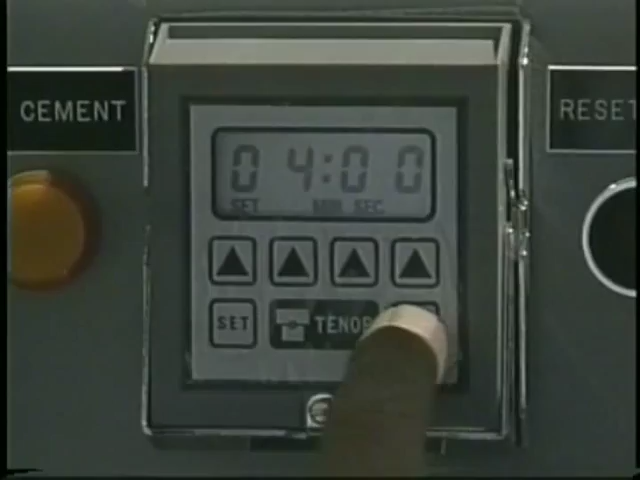 CEMENT
RESET
04:00
SET MIN SEC
SET
TENOR